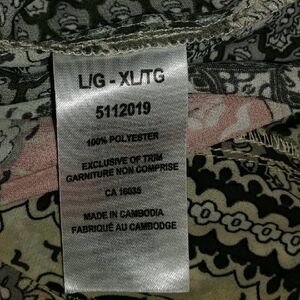 L/G - XL/TG
5112019
100% POLYESTER
EXCLUSIVE OF TRIM
GARNITURE NON COMPRISE
CA 16035
MADE IN CAMBODIA
FABRIQUÉ AU CAMBODGE